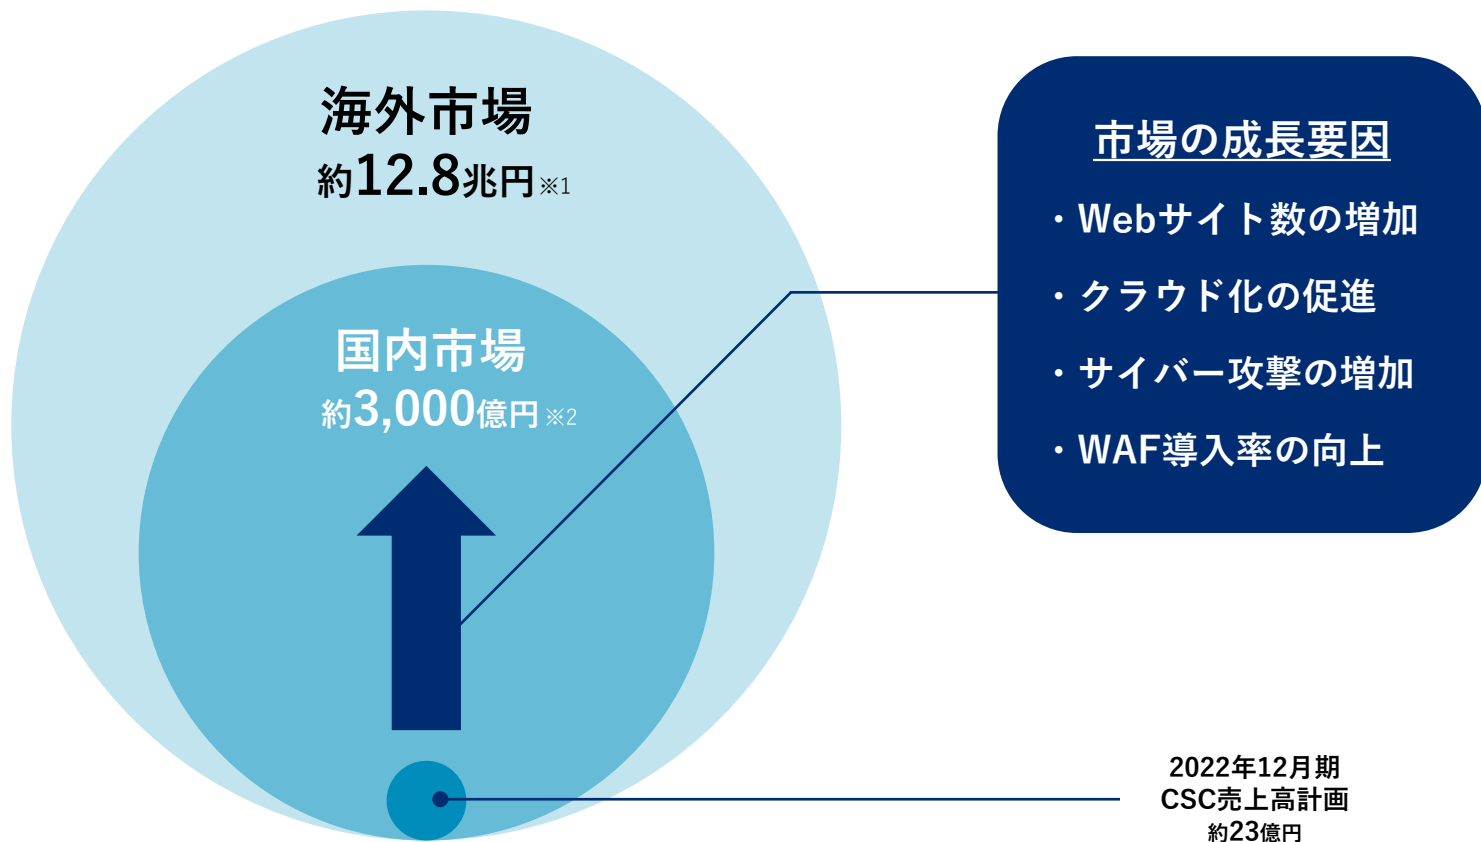 海外市場
約12.8兆円※1
国内市場
約3,000億円※2
市場の成長要因
・Webサイト数の増加
・クラウド化の促進
・サイバー攻撃の増加
・WAF導入率の向上
2022年12月期
CSC売上高計画
約23億円